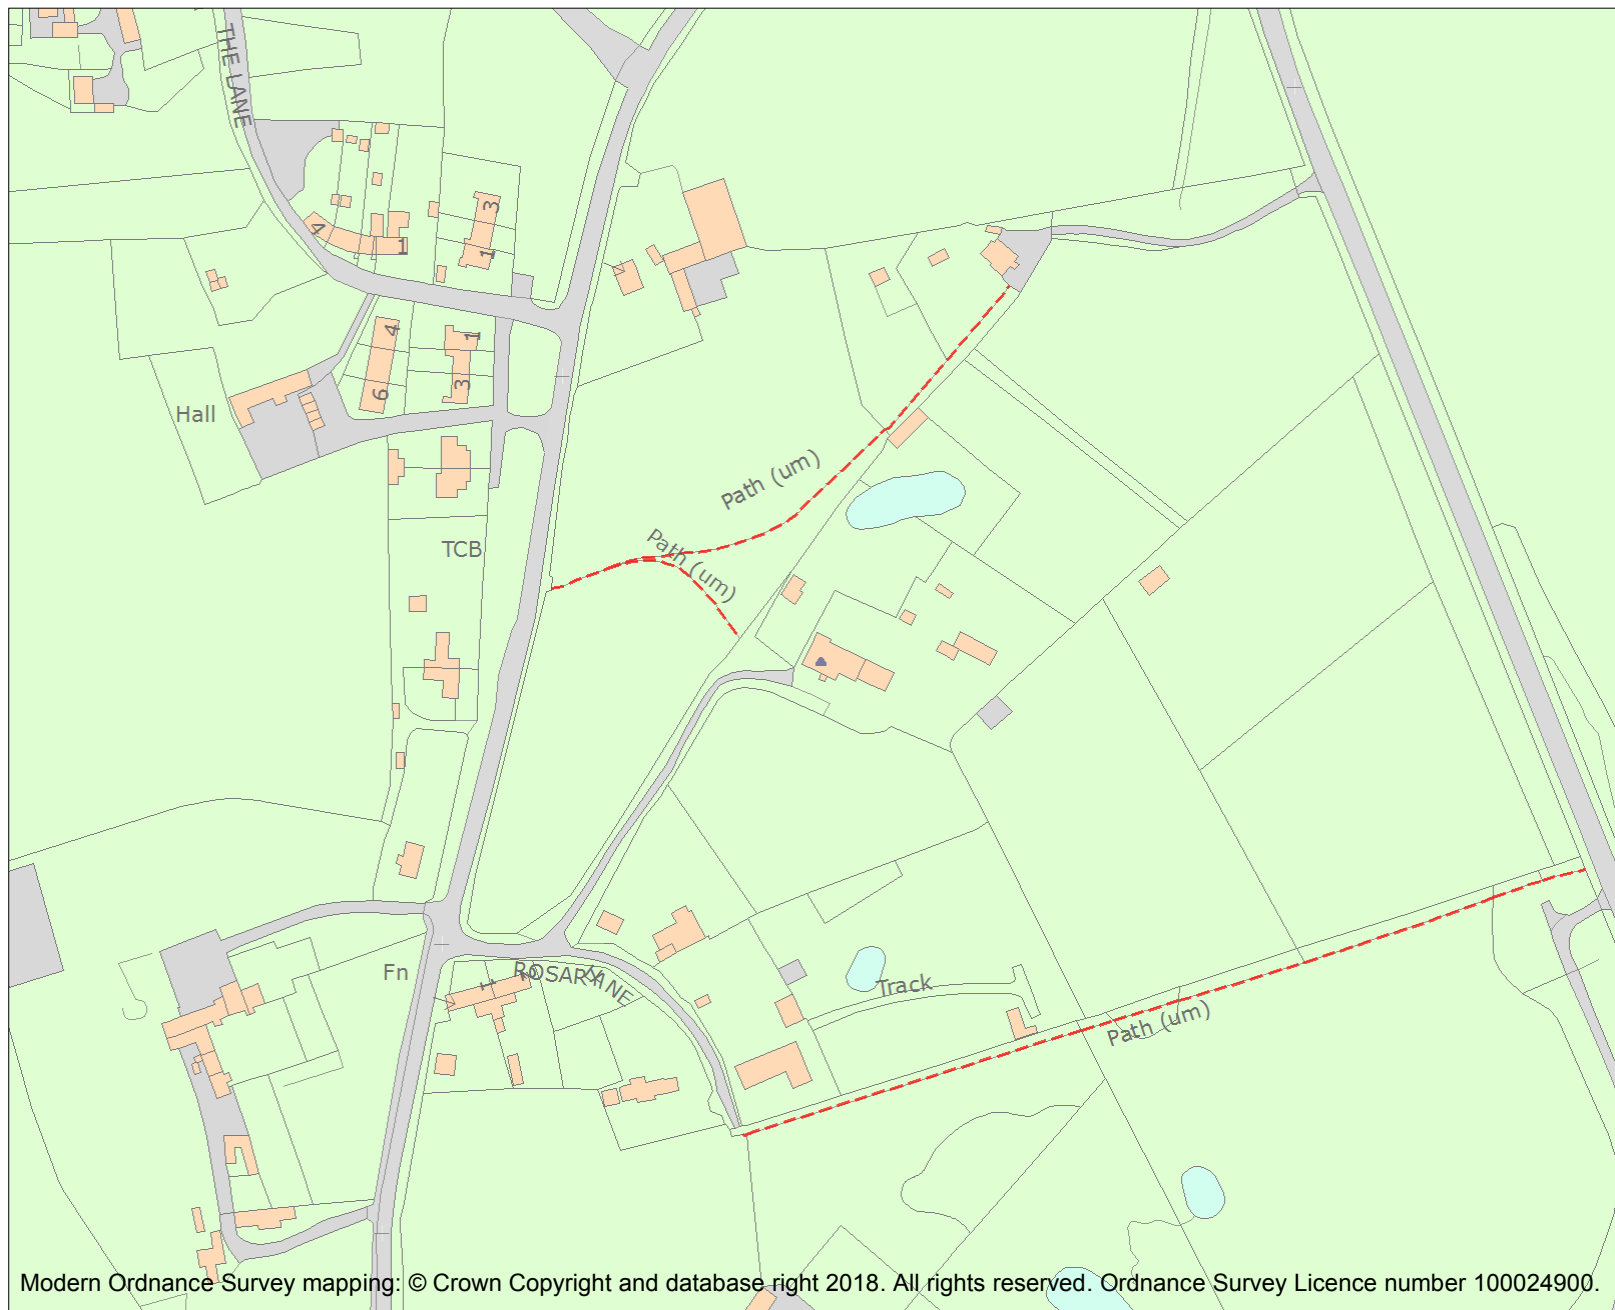 THE LANE
4
1
3
1
4
6
1
3
Hall
Path (um)
Path (um)
TCB
Fn
1
ROSARY
LANE
Track
Path (um)
Modern Ordnance Survey mapping: © Crown Copyright and database right 2018. All rights reserved. Ordnance Survey Licence number 100024900.